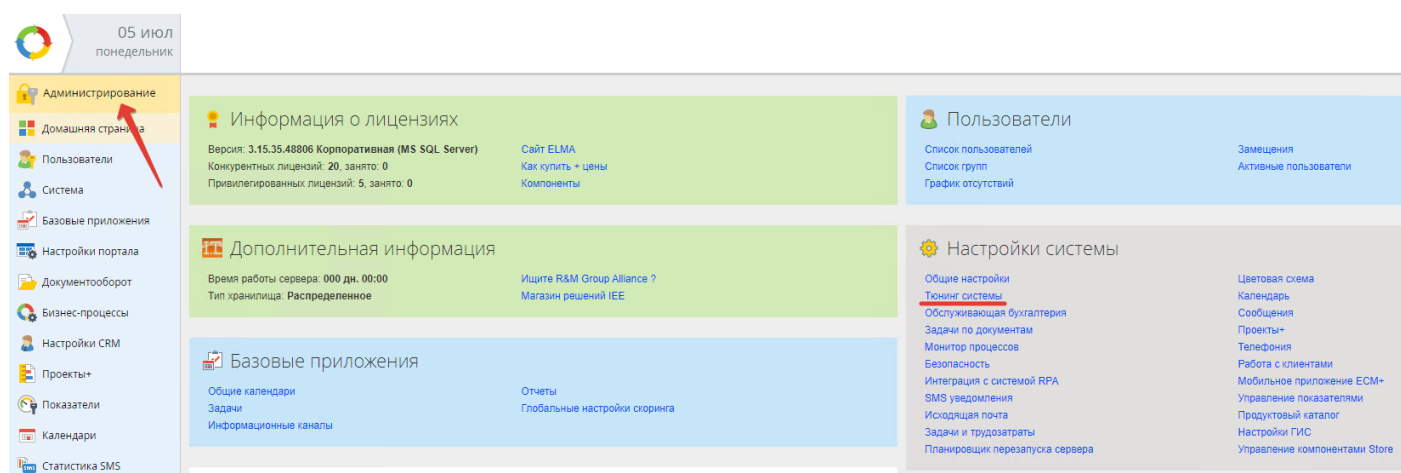 05 июл
понедельник
Администрирование
Домашняя страница
Пользователи
Система
Базовые приложения
Настройки портала
Документооборот
Бизнес-процессы
Настройки CRM
Проекты+
Показатели
Календари
Статистика SMS
Информация о лицензиях
Версия: 3.15.35.48806 Корпоративная (MS SQL Server)
Сайт ELMA
Конкурентных лицензий: 20, занято: 0
Как купить + цены
Привилегированных лицензий: 5, занято: 0
Компоненты
Дополнительная информация
Время работы сервера: 000 дн. 00:00
Ищите R&M Group Alliance ?
Тип хранилища: Распределенное
Магазин решений IEE
Базовые приложения
Общие календари
Отчеты
Задачи
Глобальные настройки скоринга
Информационные каналы
Пользователи
Список пользователей
Замещения
Список групп
Активные пользователи
График отсутствий
Настройки системы
Общие настройки
Цветовая схема
Тюнинг системы
Календарь
Обслуживающая бухгалтерия
Сообщения
Задачи по документам
Проекты+
Монитор процессов
Телефония
Безопасность
Работа с клиентами
Интеграция с системой RPA
Мобильное приложение ECM+
SMS уведомления
Управление показателями
Исходящая почта
Продуктовый каталог
Задачи и трудозатраты
Настройки ГИС
Планировщик перезапуска сервера
Управление компонентами Store